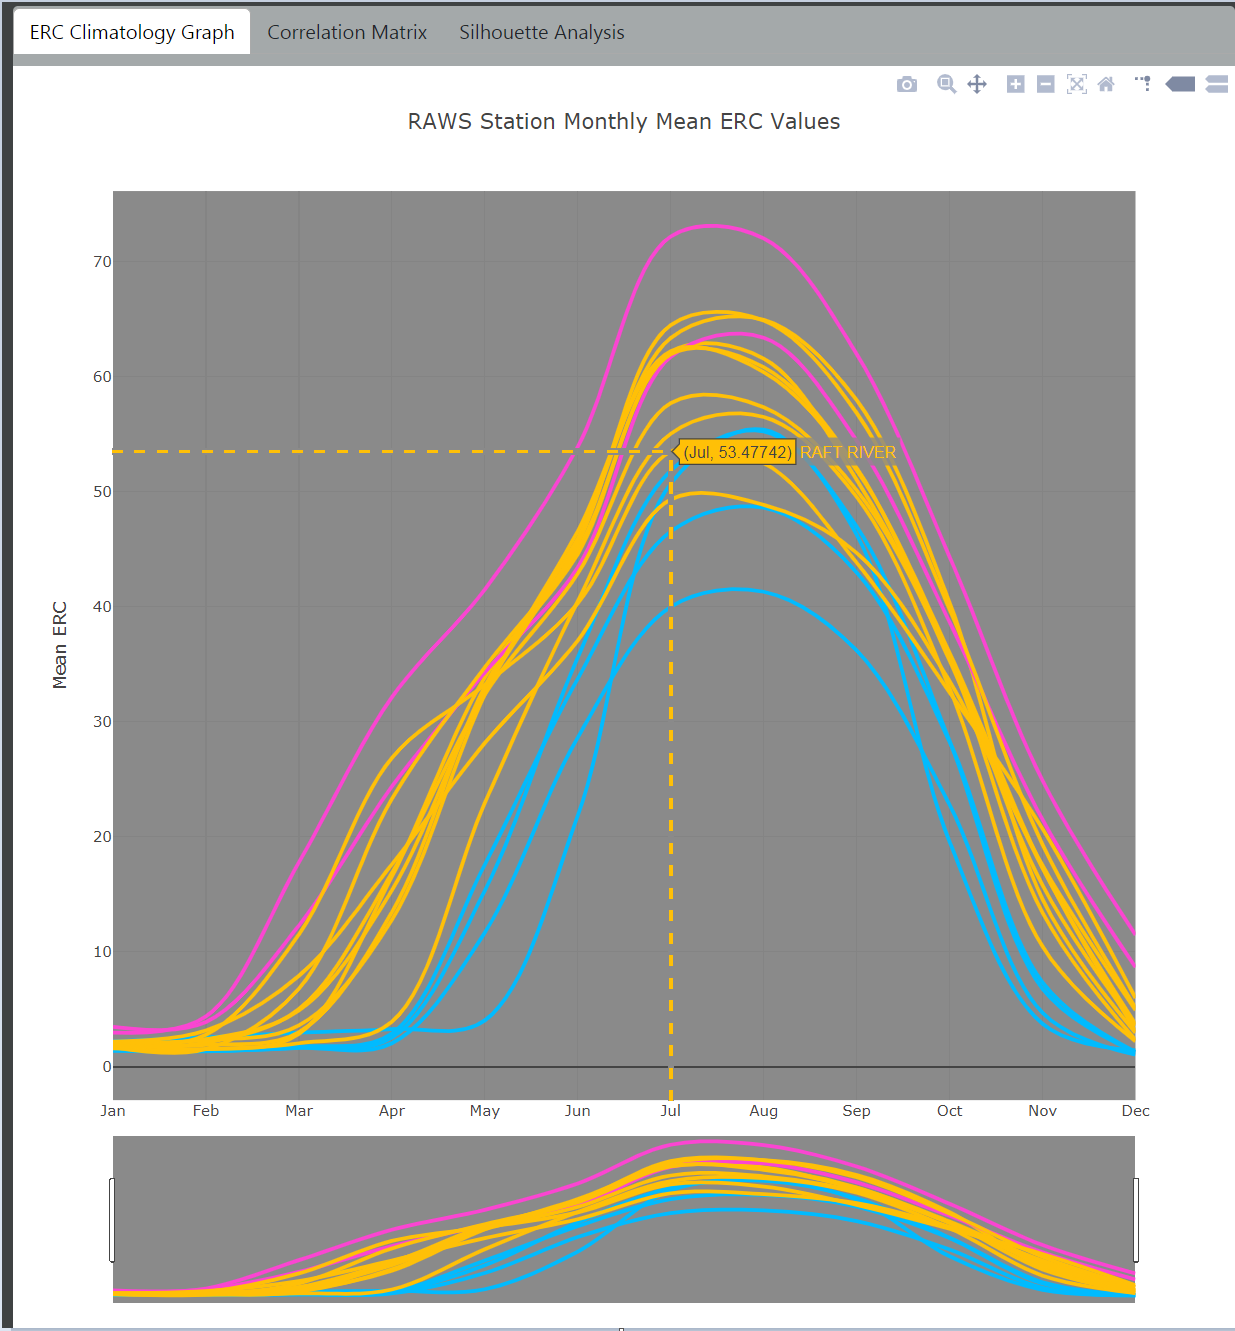 ERC Climatology Graph Correlation Matrix Silhouette Analysis
RAWS Station Monthly Mean ERC Values
70
60
(Jul, 53.47742) RAFT RIVER
50
40
Mean ERC
30
20
10
0
Jan Feb Mar Apr May Jun Jul Aug Sep Oct Nov Dec